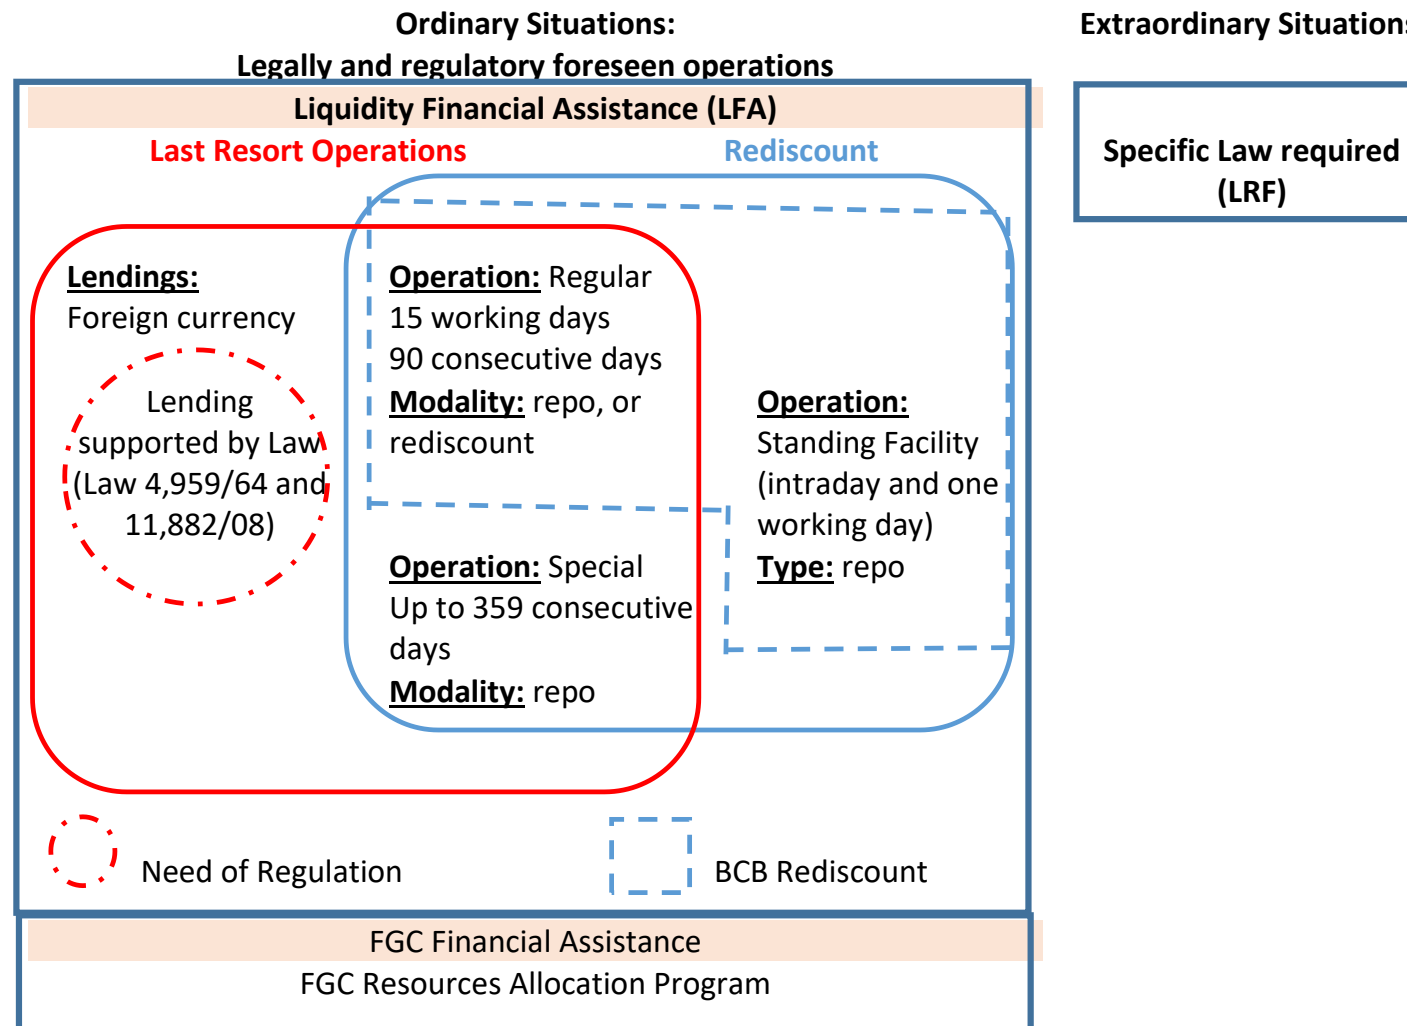 Ordinary Situations:
Legally and regulatory foreseen operations
Extraordinary Situations
Liquidity Financial Assistance (LFA)
Last Resort Operations
Rediscount
Specific Law required
(LRF)
Lendings:
Foreign currency
Lending
supported by Law
(Law 4,959/64 and
11,882/08)
Operation: Regular
15 working days
90 consecutive days
Modality: repo, or
rediscount
Operation: Special
Up to 359 consecutive
days
Modality: repo
Operation:
Standing Facility
(intraday and one
working day)
Type: repo
Need of Regulation
BCB Rediscount
FGC Financial Assistance
FGC Resources Allocation Program